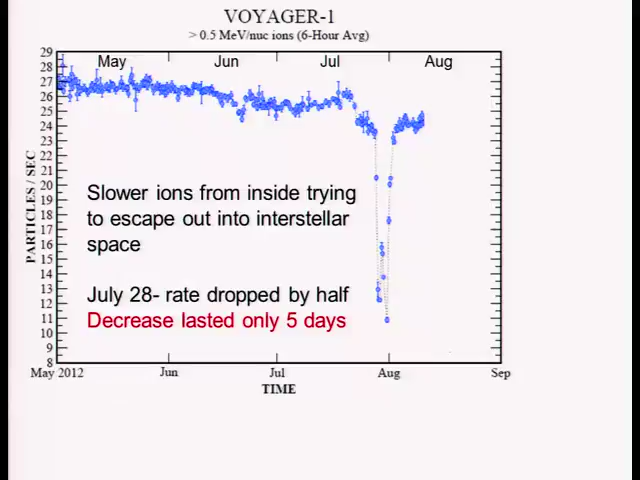 VOYAGER-1
> 0.5 MeV/nuc ions (6-Hour Avg)
May Jun Jul Aug
29
28
27
26
25
24
23
22
21
20
19
18
17
16
15
14
13
12
11
10
9
8
PARTICLES / SEC
Slower ions from inside trying
to escape out into interstellar
space
July 28- rate dropped by half
Decrease lasted only 5 days
May 2012 Jun Jul Aug Sep
TIME